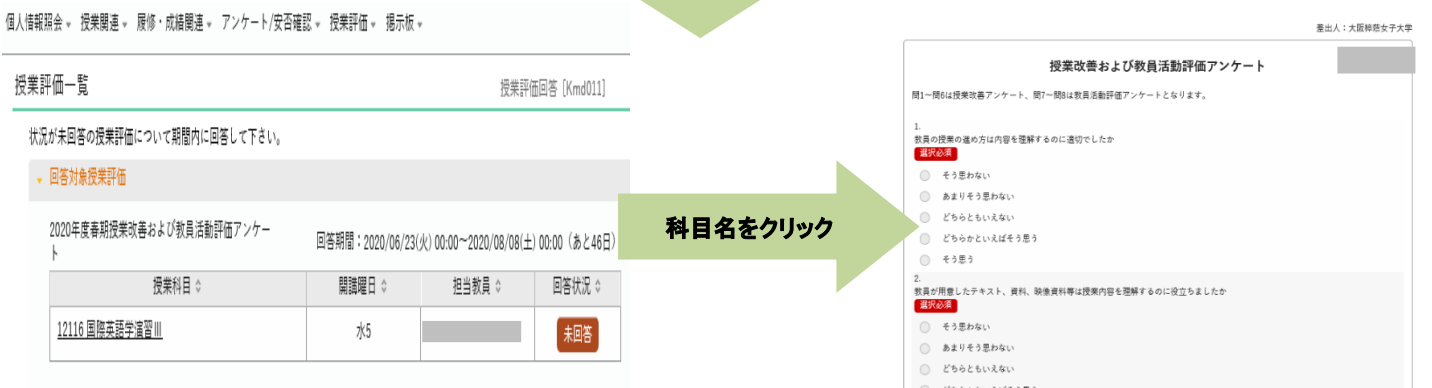 個人情報照会 授業関連 履修・成績関連 アンケート/安否確認 授業評価 掲示板
授業評価一覧
授業評価回答 [Kmd011]
状況が未回答の授業評価について期間内に回答して下さい。
回答対象授業評価
2020年度春期授業改善および教員活動評価アンケー
ト
回答期間：2020/06/23(火) 00:00～2020/08/08(土) 00:00（あと46日）
授業科目 開講曜日 担当教員 回答状況
12116 国際英語学演習Ⅲ 水5 未回答
科目名をクリック
差出人：大阪樟蔭女子大学
授業改善および教員活動評価アンケート
問1～問6は授業改善アンケート、問7～問8は教員活動評価アンケートとなります。
1.
教員の授業の進め方は内容を理解するのに適切でしたか
選択必須
そう思わない
あまりそう思わない
どちらともいえない
どちらかといえばそう思う
そう思う
2.
教員が用意したテキスト、資料、映像資料等は授業内容を理解するのに役立ちましたか
選択必須
そう思わない
あまりそう思わない
どちらともいえない